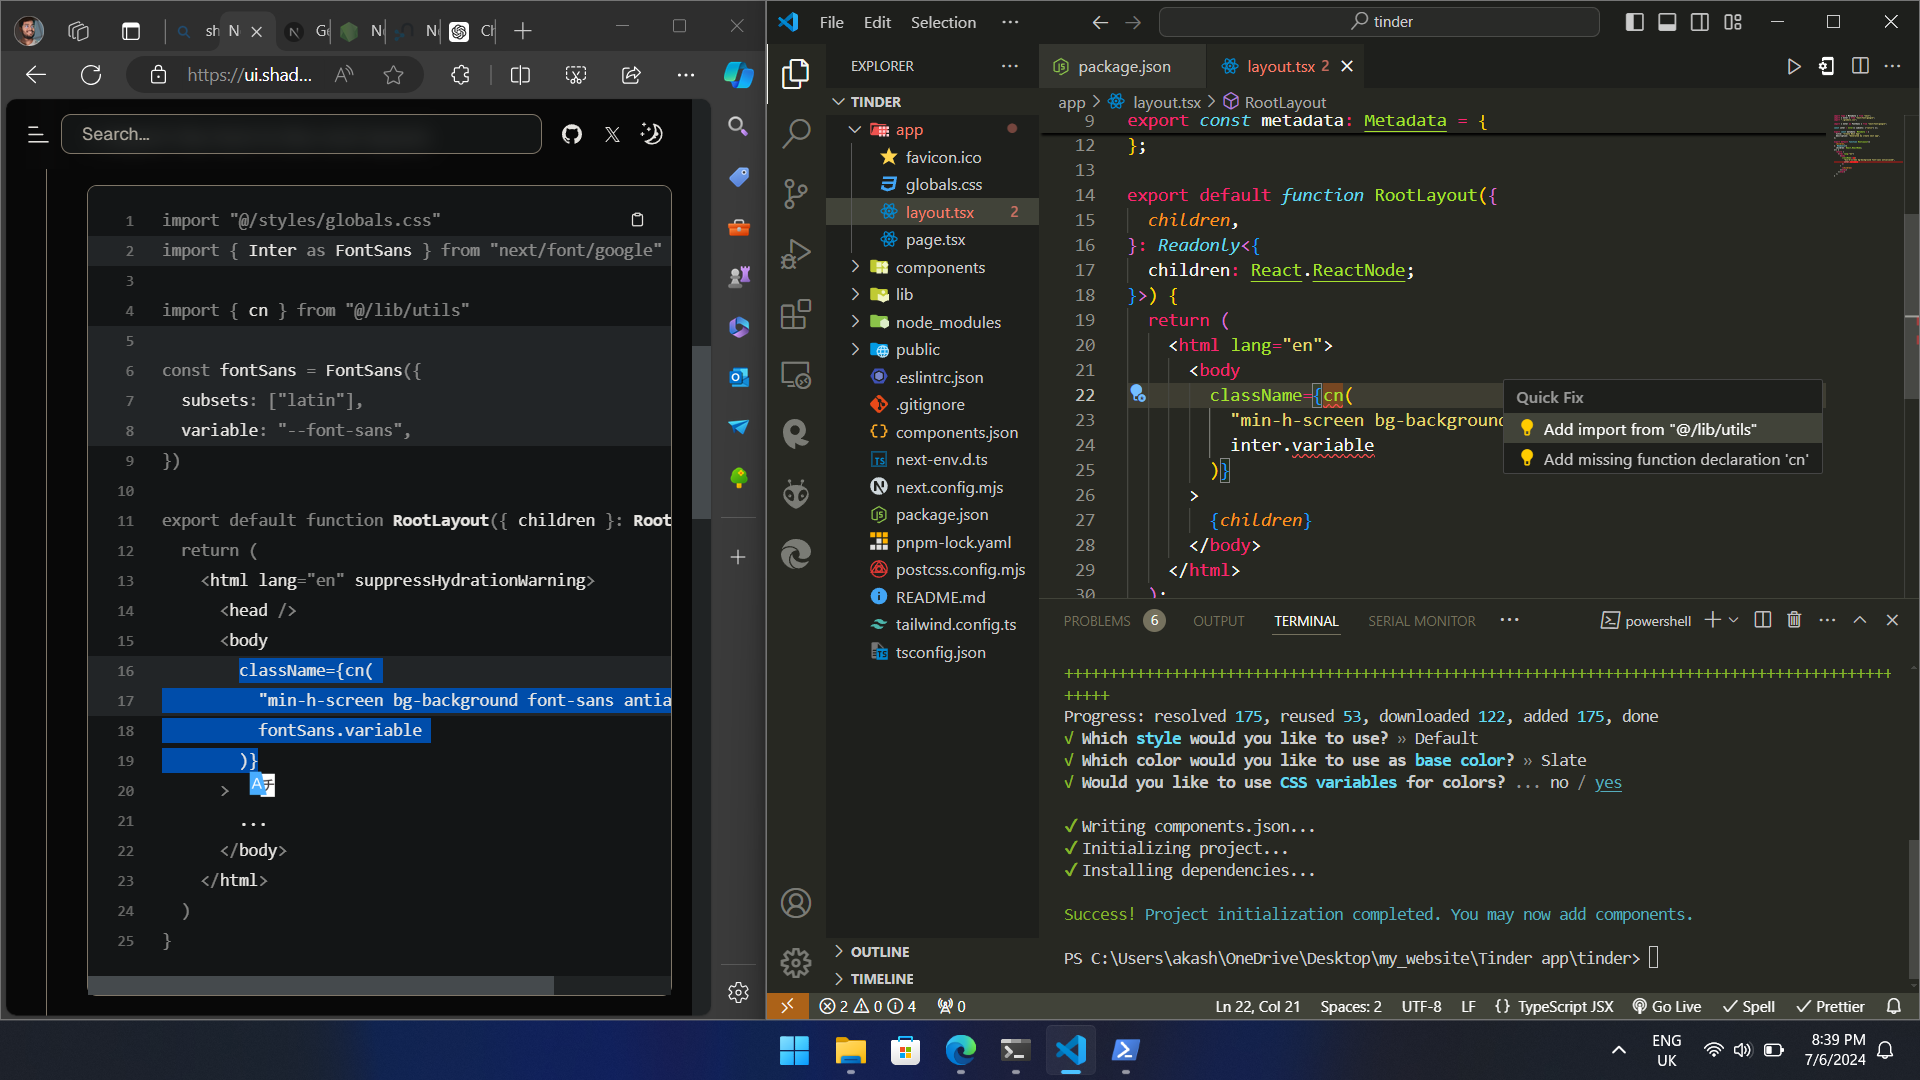 sh
N
Ge
N
N
Ch
https://ui.shad...
Search...
1 import "@/styles/globals.css"
2 import { Inter as FontSans } from "next/font/google"
3
4 import { cn } from "@/lib/utils"
5
6 const fontSans = FontSans({
7 subsets: ["latin"],
8 variable: "--font-sans",
9 })
10
11 export default function RootLayout({ children }: Root
12 return (
13 <html lang="en" suppressHydrationWarning>
14 <head />
15 <body
16 className={cn(
17 "min-h-screen bg-background font-sans antia
18 fontSans.variable
19 )}
20 >
21 ...
22 </body>
23 </html>
24 )
25 }
File Edit Selection ...
tinder
EXPLORER
TINDER
app
favicon.ico
globals.css
layout.tsx 2
page.tsx
components
lib
node_modules
public
.eslintrc.json
.gitignore
components.json
next-env.d.ts
next.config.mjs
package.json
pnpm-lock.yaml
postcss.config.mjs
README.md
tailwind.config.ts
tsconfig.json
OUTLINE
TIMELINE
package.json
layout.tsx 2
app > layout.tsx > RootLayout
9 export const metadata: Metadata = {
12 };
13
14 export default function RootLayout({
15 children,
16 }: Readonly<{
17 children: React.ReactNode;
18 }>) {
19 return (
20 <html lang="en">
21 <body
22 className={cn(
23 "min-h-screen bg-background
24 inter.variable
25 )}
26 >
27 {children}
28 </body>
29 </html>
30 );
Quick Fix
Add import from "@/lib/utils"
Add missing function declaration 'cn'
PROBLEMS 6 OUTPUT TERMINAL SERIAL MONITOR ...
powershell
++++++++++++++++++++++++++++++++++++++++++++++++++++++++++++++++++++++++++++++++++++++++++++
+++++
Progress: resolved 175, reused 53, downloaded 122, added 175, done
√ Which style would you like to use? » Default
√ Which color would you like to use as base color? » Slate
√ Would you like to use CSS variables for colors? ... no / yes
✓ Writing components.json...
✓ Initializing project...
✓ Installing dependencies...
Success! Project initialization completed. You may now add components.
PS C:\Users\akash\OneDrive\Desktop\my_website\Tinder app\tinder>
2 0 4 0
Ln 22, Col 21 Spaces: 2 UTF-8 LF {} TypeScript JSX Go Live Spell Prettier
ENG
UK
8:39 PM
7/6/2024